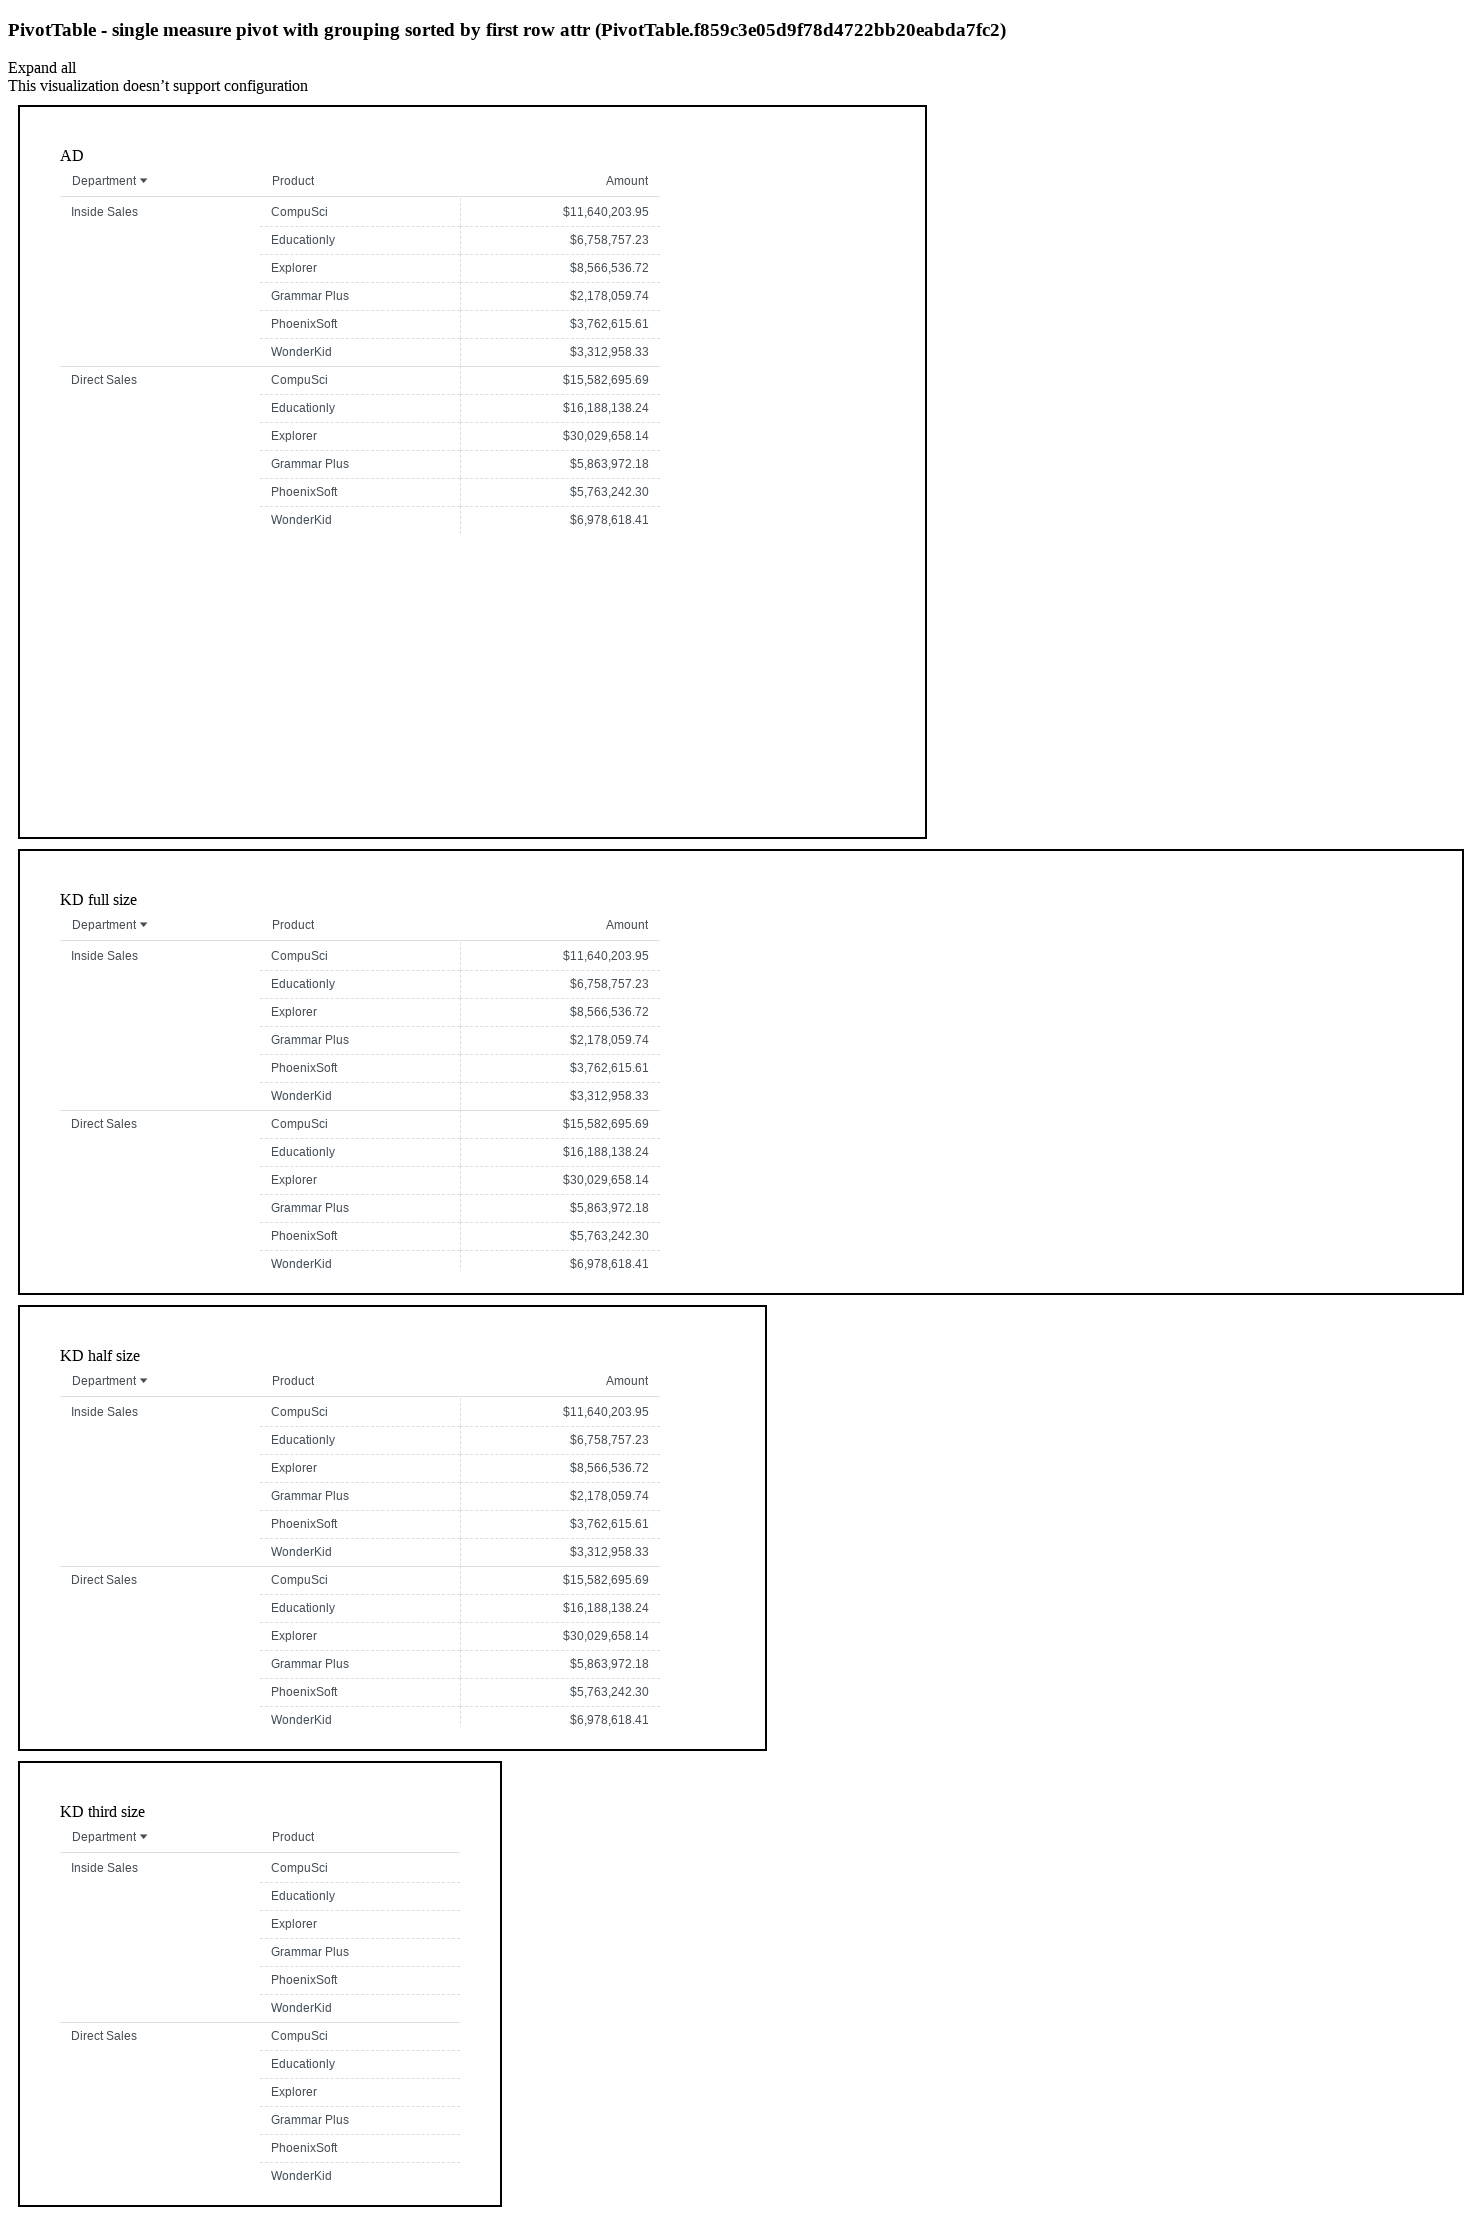 PivotTable - single measure pivot with grouping sorted by first row attr (PivotTable.f859c3e05d9f78d4722bb20eabda7fc2)
Expand all
This visualization doesn’t support configuration
AD
Department Product Amount
Inside Sales CompuSci $11,640,203.95
Educationly $6,758,757.23
Explorer $8,566,536.72
Grammar Plus $2,178,059.74
PhoenixSoft $3,762,615.61
WonderKid $3,312,958.33
Direct Sales CompuSci $15,582,695.69
Educationly $16,188,138.24
Explorer $30,029,658.14
Grammar Plus $5,863,972.18
PhoenixSoft $5,763,242.30
WonderKid $6,978,618.41
KD full size
Department Product Amount
Inside Sales CompuSci $11,640,203.95
Educationly $6,758,757.23
Explorer $8,566,536.72
Grammar Plus $2,178,059.74
PhoenixSoft $3,762,615.61
WonderKid $3,312,958.33
Direct Sales CompuSci $15,582,695.69
Educationly $16,188,138.24
Explorer $30,029,658.14
Grammar Plus $5,863,972.18
PhoenixSoft $5,763,242.30
WonderKid $6,978,618.41
KD half size
Department Product Amount
Inside Sales CompuSci $11,640,203.95
Educationly $6,758,757.23
Explorer $8,566,536.72
Grammar Plus $2,178,059.74
PhoenixSoft $3,762,615.61
WonderKid $3,312,958.33
Direct Sales CompuSci $15,582,695.69
Educationly $16,188,138.24
Explorer $30,029,658.14
Grammar Plus $5,863,972.18
PhoenixSoft $5,763,242.30
WonderKid $6,978,618.41
KD third size
Department Product
Inside Sales CompuSci
Educationly
Explorer
Grammar Plus
PhoenixSoft
WonderKid
Direct Sales CompuSci
Educationly
Explorer
Grammar Plus
PhoenixSoft
WonderKid